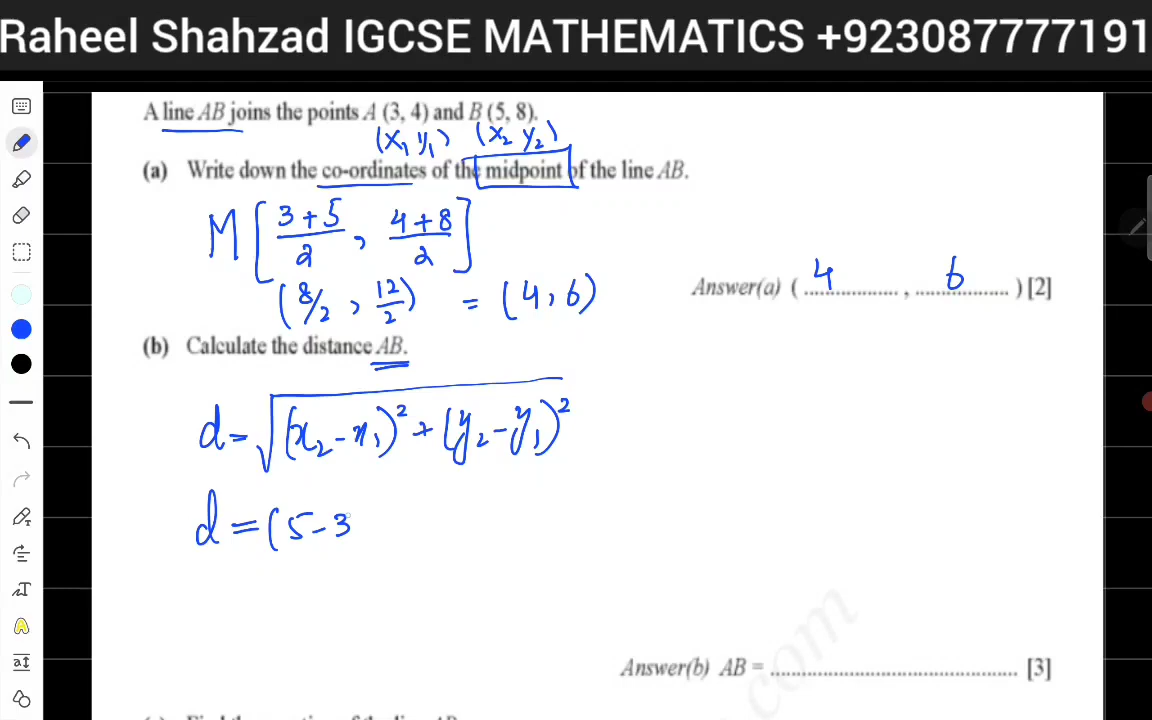 Raheel Shahzad IGCSE MATHEMATICS +923087777191
A line AB joins the points A (3, 4) and B (5, 8).
(x₁ y₁) (x₂ y₂)
(a) Write down the co-ordinates of the midpoint of the line AB.
M [ 3+5/2 , 4+8/2 ]
(8/2 , 12/2) = (4, 6)
Answer(a) ( 4 , 6 ) [2]
(b) Calculate the distance AB.
d = √(x₂ - x₁)² + (y₂ - y₁)²
d = (5 - 3
com
Answer(b) AB = .............................................. [3]